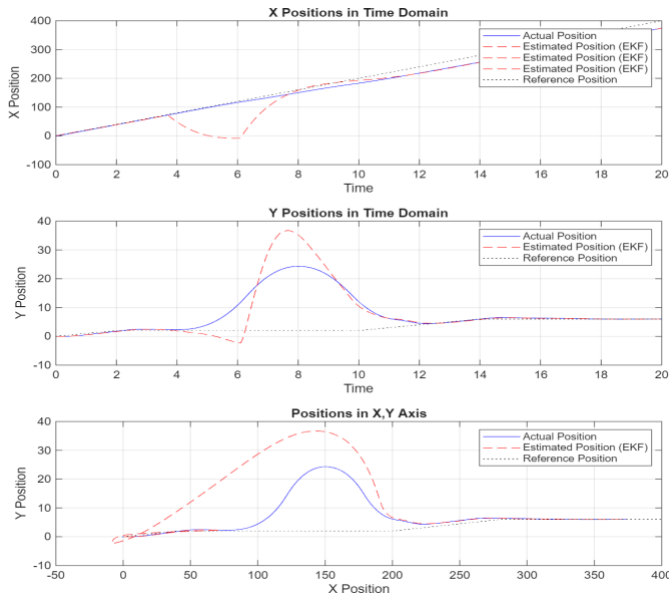 X Positions in Time Domain
400
300
200
100
0
-100
X Position
Actual Position
Estimated Position (EKF)
Estimated Position (EKF)
Estimated Position (EKF)
Reference Position
0 2 4 6 8 10 12 14 16 18 20
Time
Y Positions in Time Domain
40
30
20
10
0
-10
Y Position
Actual Position
Estimated Position (EKF)
Reference Position
0 2 4 6 8 10 12 14 16 18 20
Time
Positions in X,Y Axis
40
30
20
10
0
-10
Y Position
Actual Position
Estimated Position (EKF)
Reference Position
-50 0 50 100 150 200 250 300 350 400
X Position